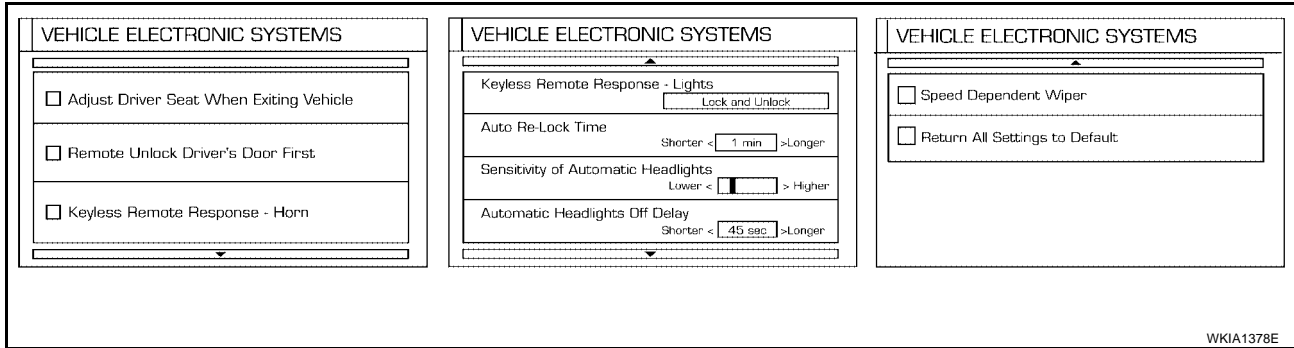 VEHICLE ELECTRONIC SYSTEMS
Adjust Driver Seat When Exiting Vehicle
Remote Unlock Driver's Door First
Keyless Remote Response - Horn
VEHICLE ELECTRONIC SYSTEMS
Keyless Remote Response - Lights
Lock and Unlock
Auto Re-Lock Time
Shorter < 1 min >Longer
Sensitivity of Automatic Headlights
Lower < > Higher
Automatic Headlights Off Delay
Shorter < 45 sec >Longer
VEHICLE ELECTRONIC SYSTEMS
Speed Dependent Wiper
Return All Settings to Default
WKIA1378E